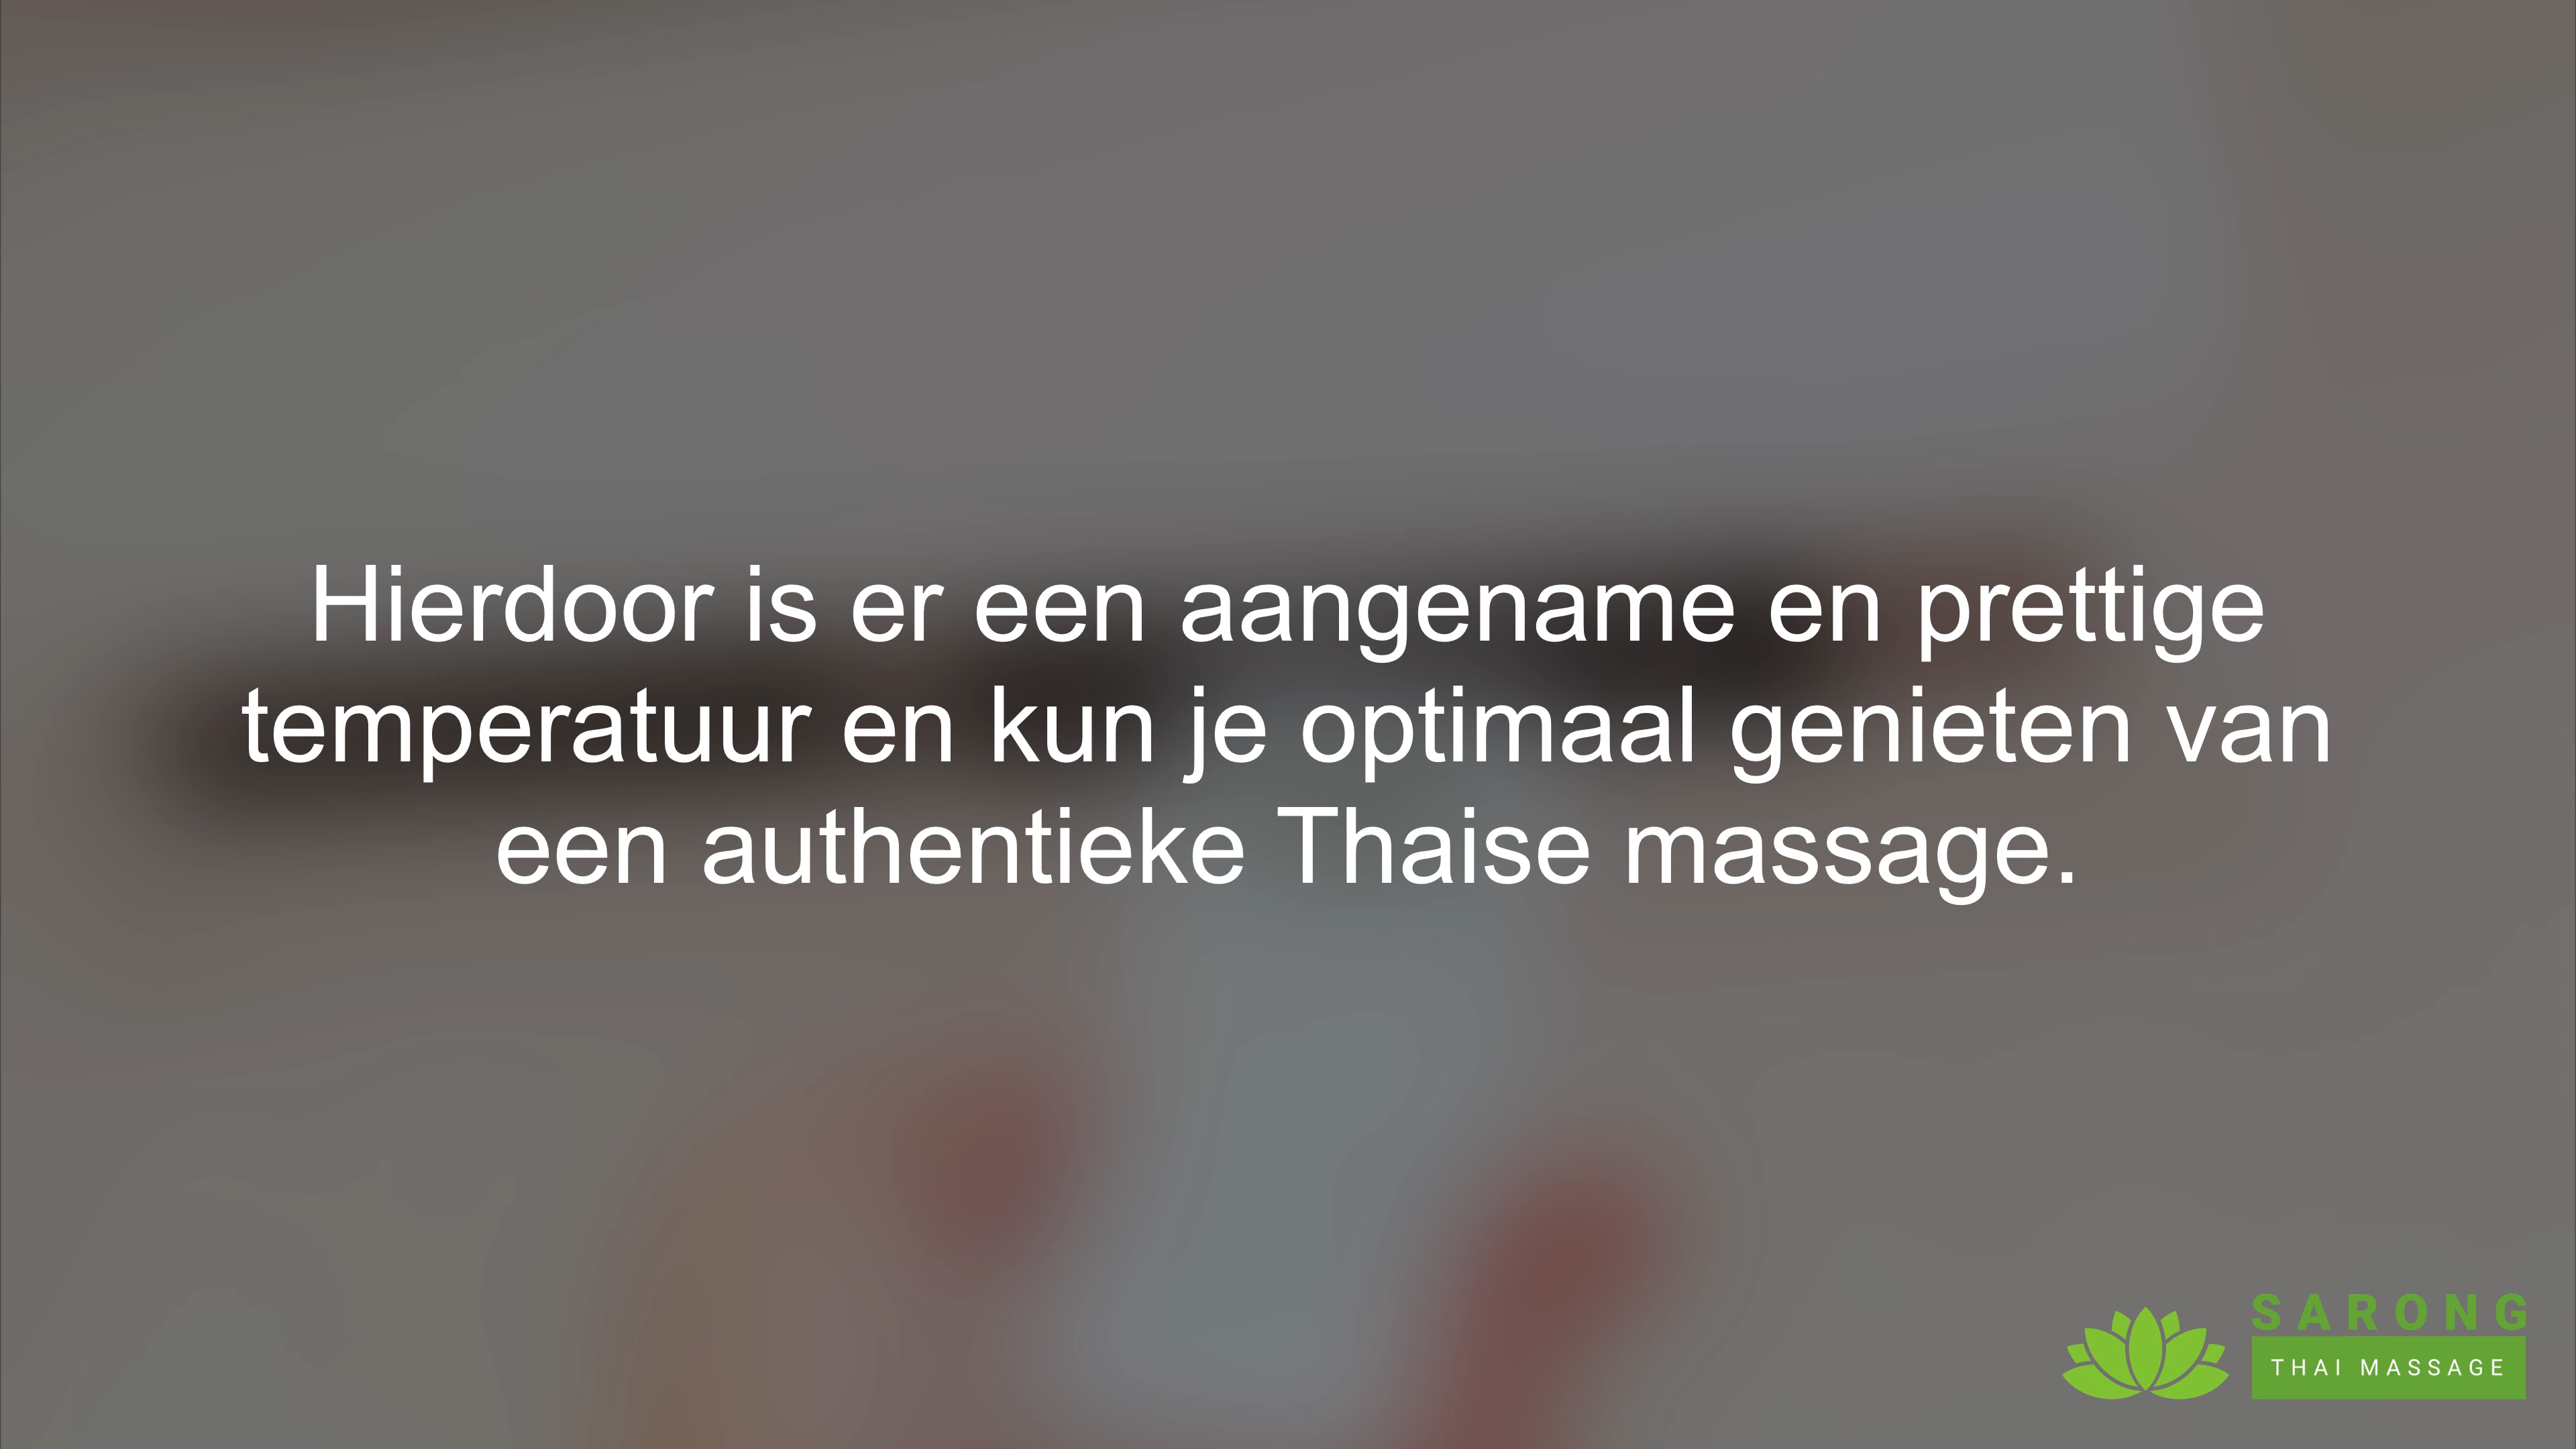 Hierdoor is er een aangename en prettige
temperatuur en kun je optimaal genieten van
een authentieke Thaise massage.
SARONG
THAI MASSAGE